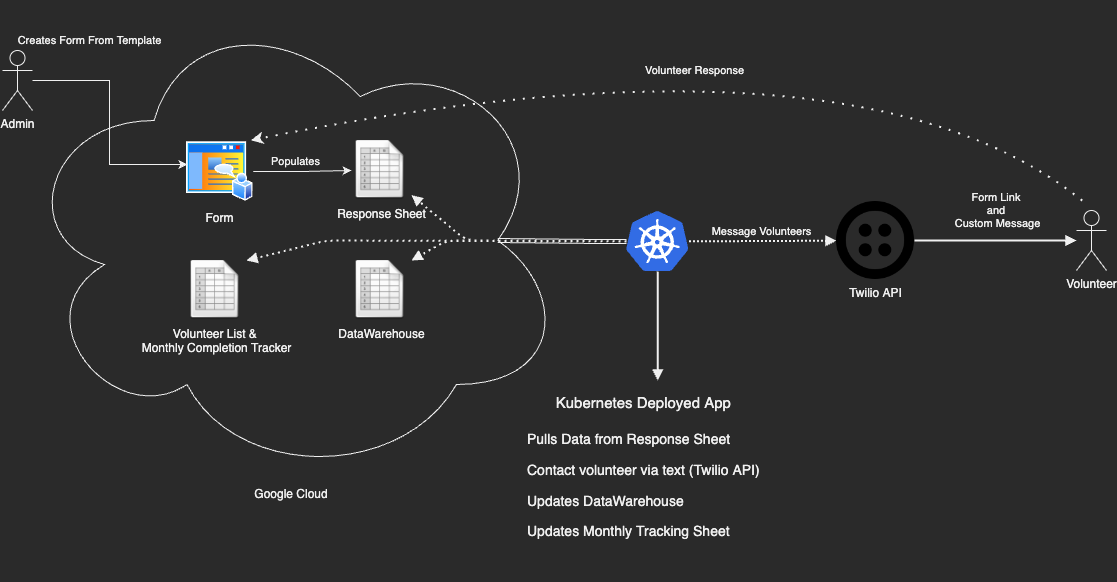 Creates Form From Template
Admin
Volunteer Response
Populates
Form
Response Sheet
Form Link
and
Custom Message
Message Volunteers
Volunteer
Twilio API
Volunteer List &
Monthly Completion Tracker
DataWarehouse
Kubernetes Deployed App
Pulls Data from Response Sheet
Contact volunteer via text (Twilio API)
Updates DataWarehouse
Updates Monthly Tracking Sheet
Google Cloud